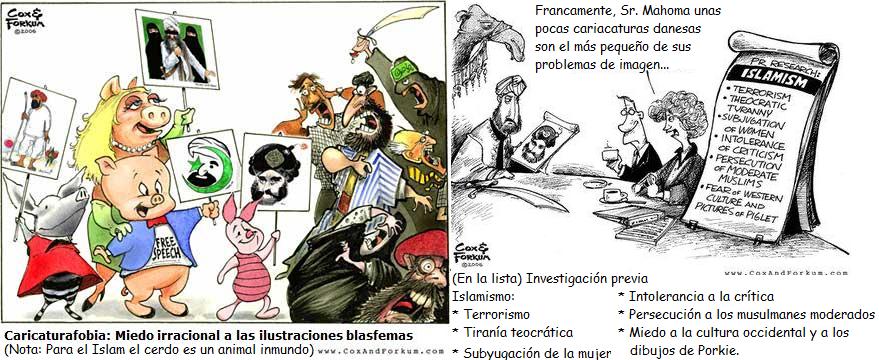 COX &
FORKUM
©2006
FREE
SPEECH
Caricaturafobia: Miedo irracional a las ilustraciones blasfemas
(Nota: Para el Islam el cerdo es un animal inmundo) www.CoxAndForkum.com
Francamente, Sr. Mahoma unas
pocas cariacaturas danesas
son el más pequeño de sus
problemas de imagen...
PR RESEARCH:
ISLAMISM
• TERRORISM
• THEOCRATIC
TYRANNY
• SUBJUGATION
OF WOMEN
• INTOLERANCE
OF CRITICISM
• PERSECUTION
OF MODERATE
MUSLIMS
• FEAR OF WESTERN
CULTURE AND
PICTURES OF PIGLET
COX &
FORKUM
©2006
www.CoxAndForkum.com
(En la lista) Investigación previa
Islamismo:
* Terrorismo
* Tiranía teocrática
* Subyugación de la mujer
* Intolerancia a la crítica
* Persecución a los musulmanes moderados
* Miedo a la cultura occidental y a los
dibujos de Porkie.